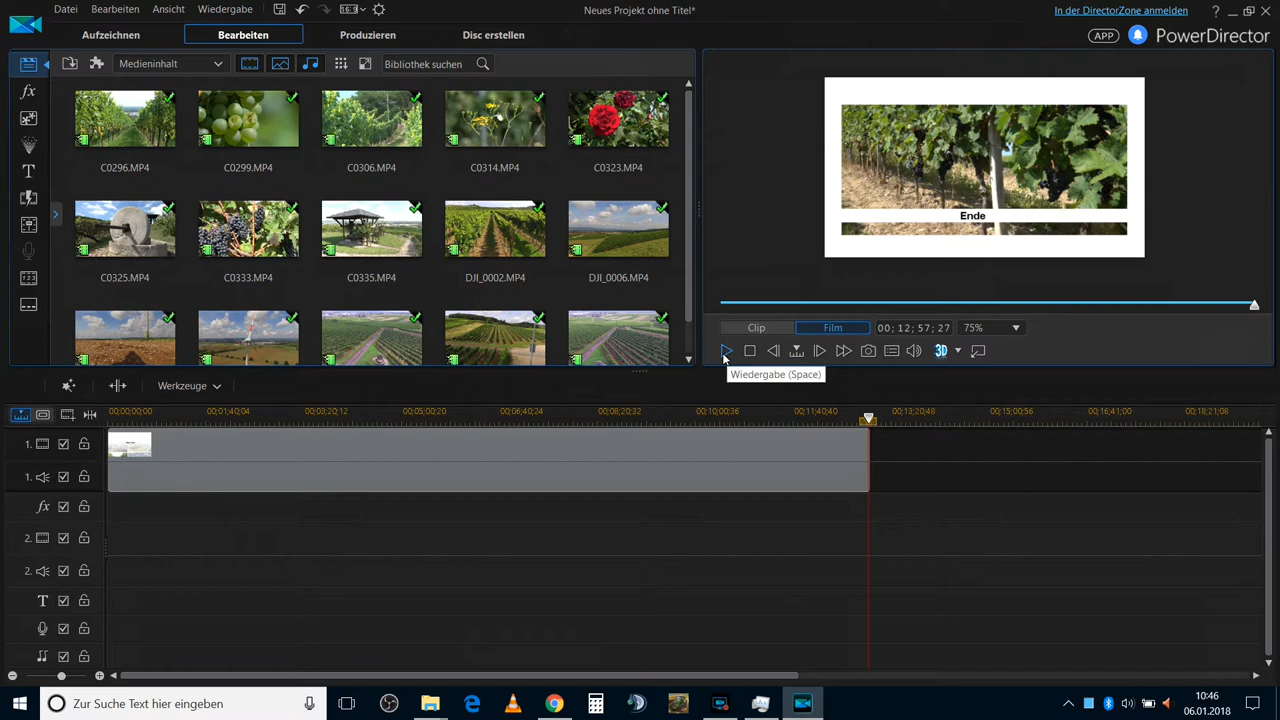 Datei Bearbeiten Ansicht Wiedergabe 16:9 Neues Projekt ohne Titel* In der DirectorZone anmelden ?
Aufzeichnen Bearbeiten Produzieren Disc erstellen APP PowerDirector
Medieninhalt Bibliothek suchen
fx
T
C0296.MP4 C0299.MP4 C0306.MP4 C0314.MP4 C0323.MP4
C0325.MP4 C0333.MP4 C0335.MP4 DJI_0002.MP4 DJI_0006.MP4
Ende
Clip Film 00; 12; 57; 27 75%
3D
Wiedergabe (Space)
Werkzeuge
00;00;00;00 00;01;40;04 00;03;20;12 00;05;00;20 00;06;40;24 00;08;20;32 00;10;00;36 00;11;40;40 00;13;20;48 00;15;00;56 00;16;41;00 00;18;21;08
1.
1.
fx
2.
2.
T
Zur Suche Text hier eingeben
10:46
06.01.2018